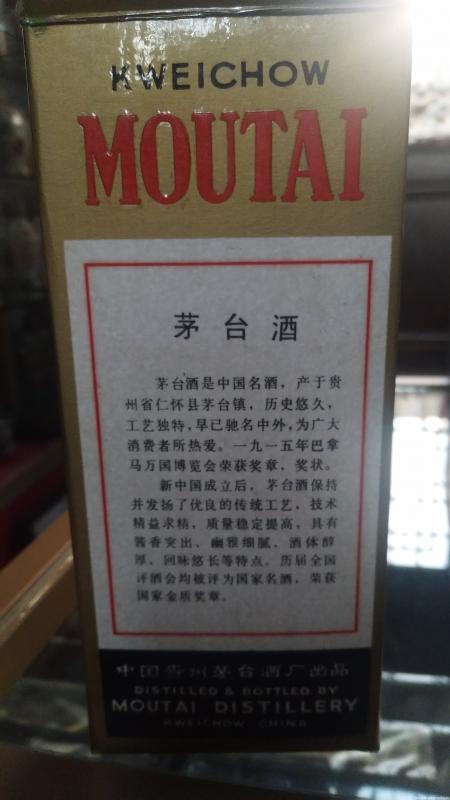 KWEICHOW
MOUTAI
茅台酒
茅台酒是中国名酒，产于贵
州省仁怀县茅台镇，历史悠久，
工艺独特，早已驰名中外，为广大
消费者所热爱。一九一五年巴拿
马万国博览会荣获奖章，奖状。
新中国成立后，茅台酒保持
并发扬了优良的传统工艺，技术
精益求精，质量稳定提高，具有
酱香突出、幽雅细腻、酒体醇
厚、回味悠长等特点。历届全国
评酒会均被评为国家名酒，荣获
国家金质奖章。
中国贵州茅台酒厂出品
DISTILLED & BOTTLED BY
MOUTAI DISTILLERY
KWEICHOW CHINA